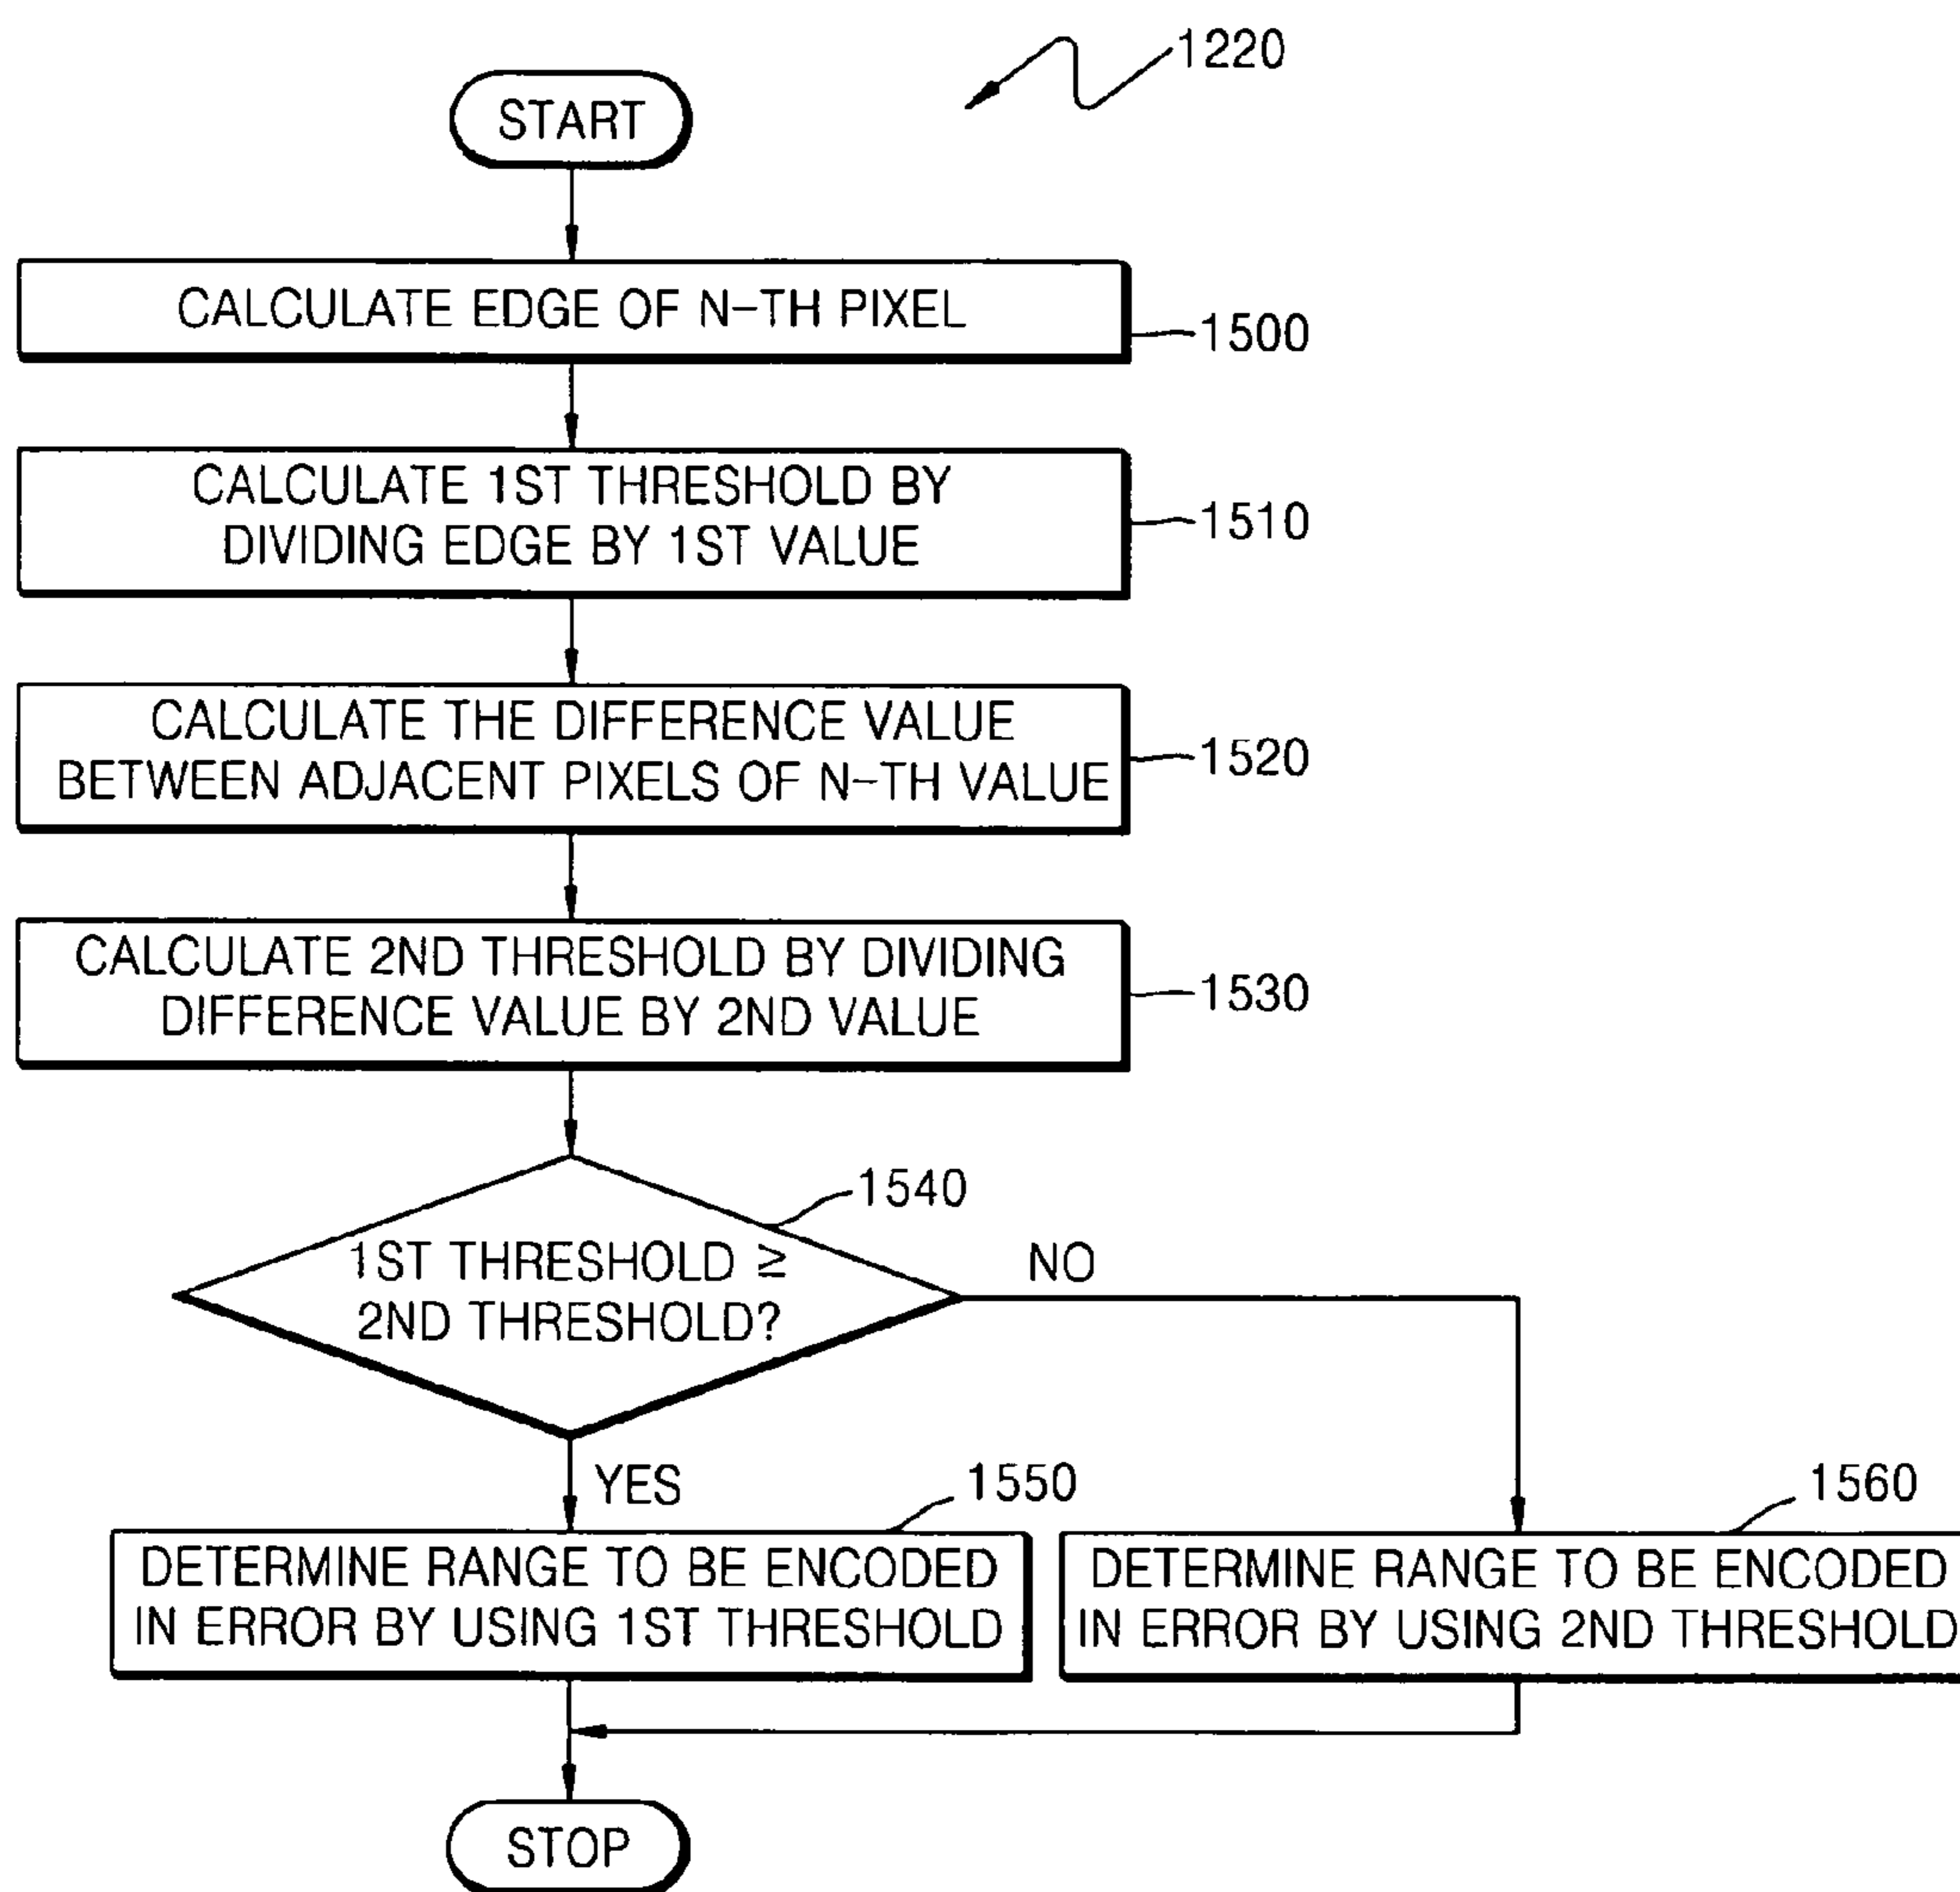 1220
START
CALCULATE EDGE OF N-TH PIXEL
1500
CALCULATE 1ST THRESHOLD BY
DIVIDING EDGE BY 1ST VALUE
1510
CALCULATE THE DIFFERENCE VALUE
BETWEEN ADJACENT PIXELS OF N-TH VALUE
1520
CALCULATE 2ND THRESHOLD BY DIVIDING
DIFFERENCE VALUE BY 2ND VALUE
1530
1540
1ST THRESHOLD ≥
2ND THRESHOLD?
NO
YES
1550
DETERMINE RANGE TO BE ENCODED
IN ERROR BY USING 1ST THRESHOLD
1560
DETERMINE RANGE TO BE ENCODED
IN ERROR BY USING 2ND THRESHOLD
STOP